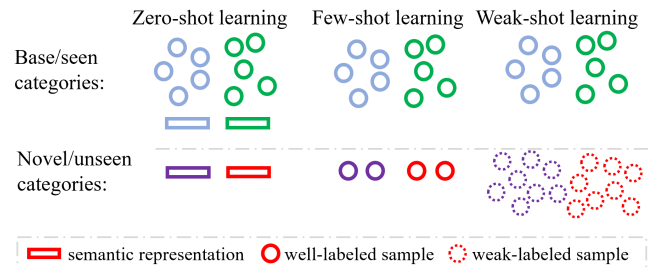 Zero-shot learning Few-shot learning Weak-shot learning
Base/seen
categories:
Novel/unseen
categories:
semantic representation well-labeled sample weak-labeled sample